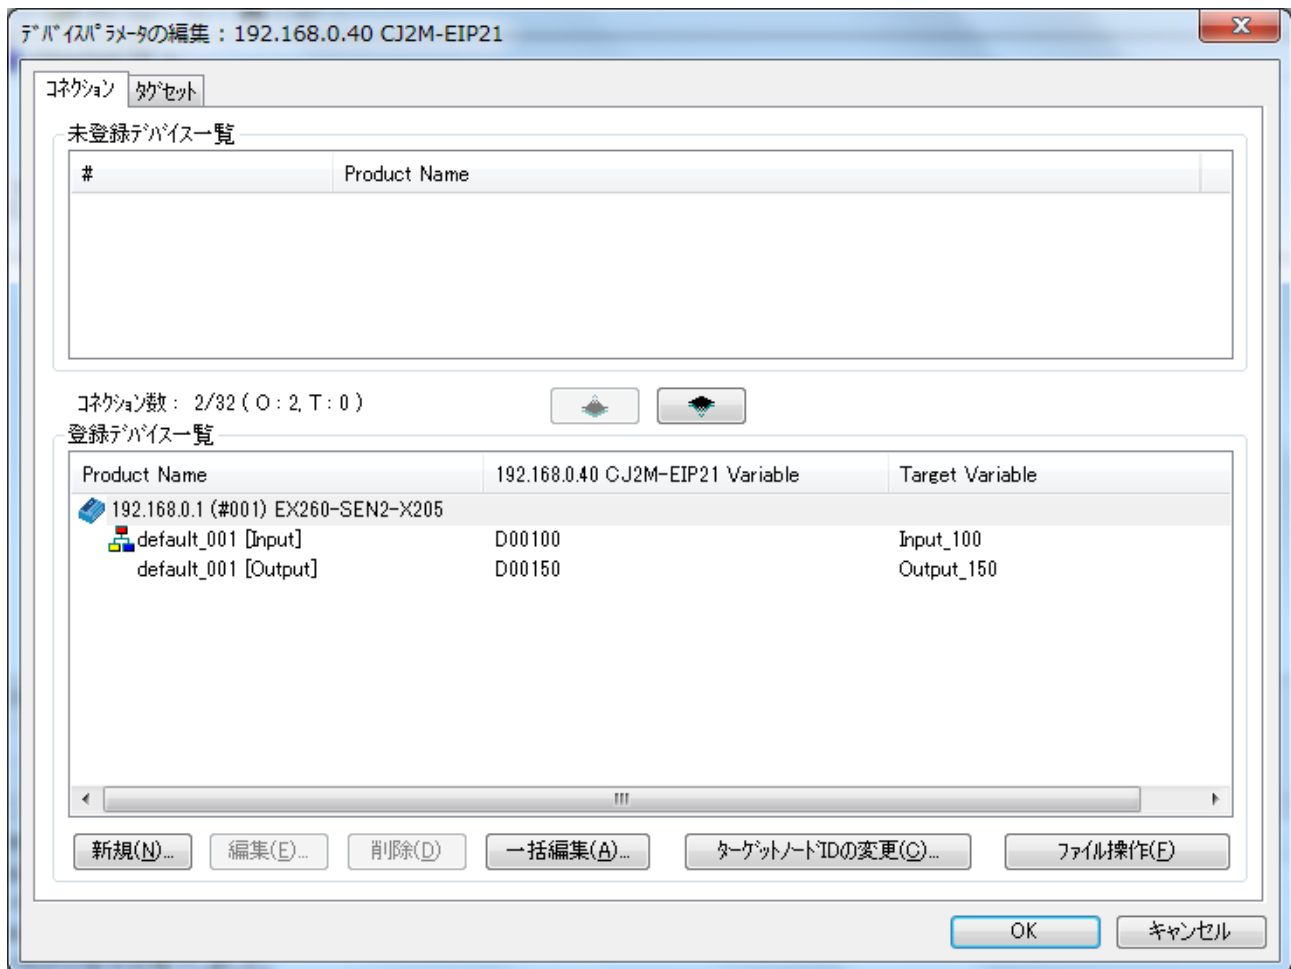 ﾃﾞﾊﾞｲｽﾊﾟﾗﾒｰﾀの編集 : 192.168.0.40 CJ2M-EIP21
ｺﾈｸｼｮﾝ ﾀｸﾞｾｯﾄ
未登録ﾃﾞﾊﾞｲｽ一覧
# Product Name
ｺﾈｸｼｮﾝ数 : 2/32 ( O : 2, T : 0 )
登録ﾃﾞﾊﾞｲｽ一覧
Product Name 192.168.0.40 CJ2M-EIP21 Variable Target Variable
192.168.0.1 (#001) EX260-SEN2-X205
default_001 [Input] D00100 Input_100
default_001 [Output] D00150 Output_150
新規(N)... 編集(E)... 削除(D) 一括編集(A)... ﾀｰｹﾞｯﾄﾉｰﾄﾞIDの変更(C)... ﾌｧｲﾙ操作(F)
OK キャンセル